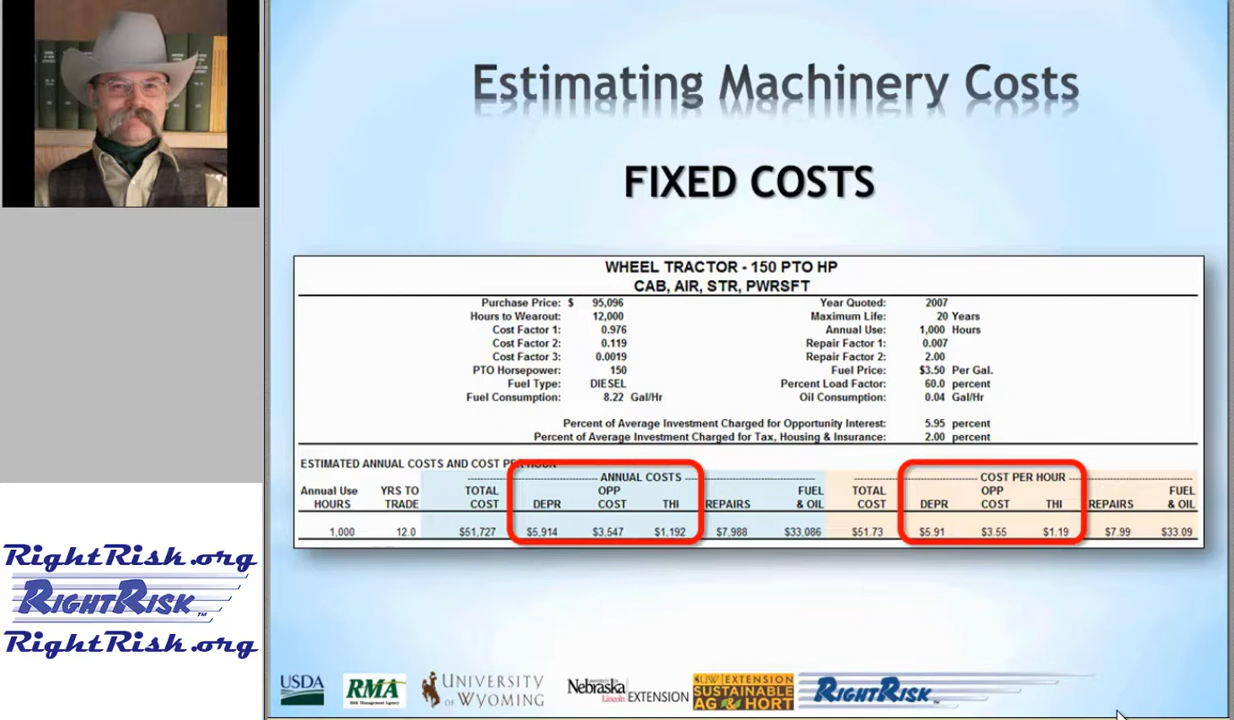 Estimating Machinery Costs
FIXED COSTS
WHEEL TRACTOR - 150 PTO HP
CAB, AIR, STR, PWRSFT
Purchase Price: $ 95,096 Year Quoted: 2007
Hours to Wearout: 12,000 Maximum Life: 20 Years
Cost Factor 1: 0.976 Annual Use: 1,000 Hours
Cost Factor 2: 0.119 Repair Factor 1: 0.007
Cost Factor 3: 0.0019 Repair Factor 2: 2.00
PTO Horsepower: 150 Fuel Price: $3.50 Per Gal.
Fuel Type: DIESEL Percent Load Factor: 60.0 percent
Fuel Consumption: 8.22 Gal/Hr Oil Consumption: 0.04 Gal/Hr
Percent of Average Investment Charged for Opportunity Interest: 5.95 percent
Percent of Average Investment Charged for Tax, Housing & Insurance: 2.00 percent
ESTIMATED ANNUAL COSTS AND COST PER HOUR
ANNUAL COSTS COST PER HOUR
Annual Use YRS TO TOTAL OPP FUEL TOTAL OPP FUEL
HOURS TRADE COST DEPR COST THI REPAIRS & OIL COST DEPR COST THI REPAIRS & OIL
1,000 12.0 $51,727 $5,914 $3,547 $1,192 $7,988 $33,086 $51.73 $5.91 $3.55 $1.19 $7.99 $33.09
RightRisk.org
RIGHTRISK™
RightRisk.org
USDA
RMA
Risk Management Agency
UNIVERSITY
OF WYOMING
Nebraska
Lincoln EXTENSION
UW EXTENSION
SUSTAINABLE
AG & HORT
RIGHTRISK™